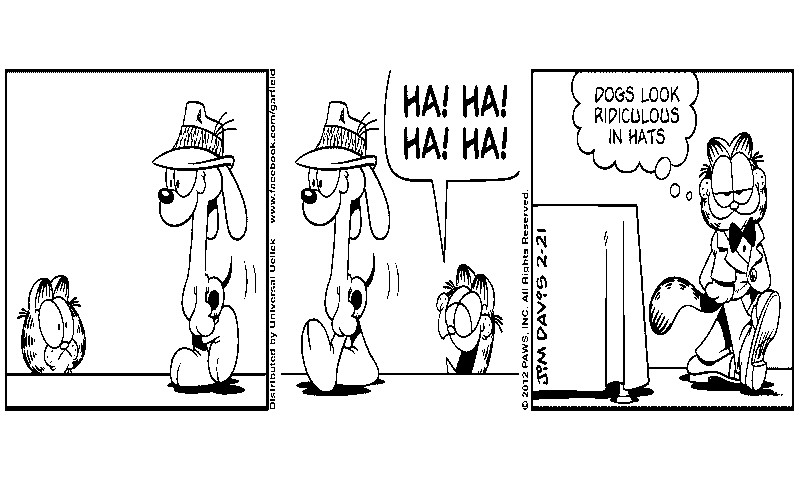 Distributed by Universal Uclick www.facebook.com/garfield
HA! HA!
HA! HA!
DOGS LOOK
RIDICULOUS
IN HATS
© 2012 PAWS, INC. All Rights Reserved.
JIM DAVIS 2-21